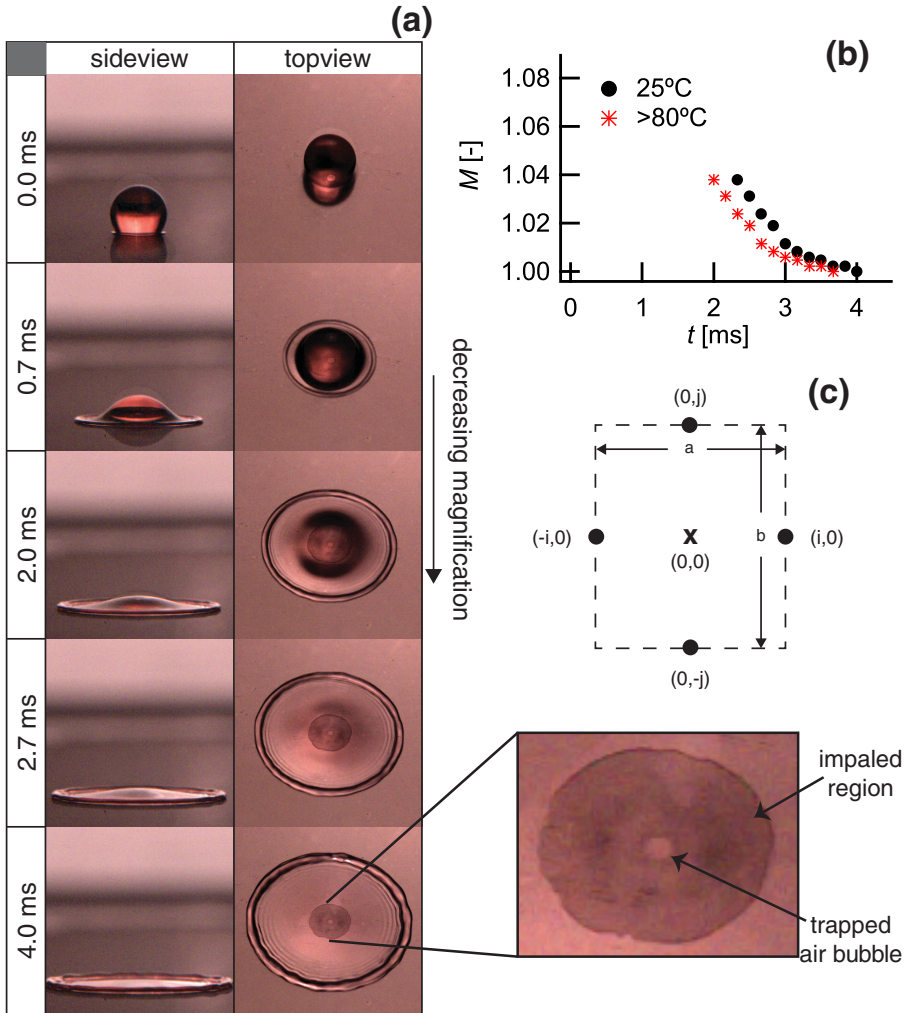 (a)
sideview
topview
0.0 ms
0.7 ms
2.0 ms
2.7 ms
4.0 ms
decreasing magnification
(b)
25ºC
>80ºC
M [-]
1.08
1.06
1.04
1.02
1.00
0
1
2
3
4
t [ms]
(c)
(0,j)
a
(-i,0)
x
b
(i,0)
(0,0)
(0,-j)
impaled
region
trapped
air bubble